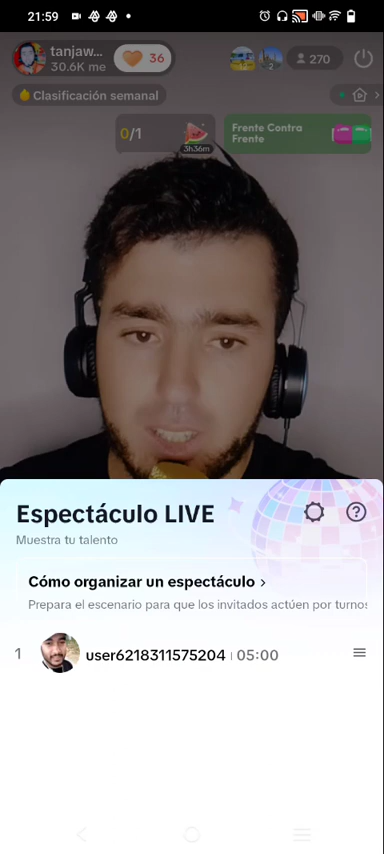 21:59
tanjaw...
30.6K me
36
12
2
270
Clasificación semanal
0/1
3h36m
Frente Contra
Frente
Espectáculo LIVE
Muestra tu talento
Cómo organizar un espectáculo
Prepara el escenario para que los invitados actúen por turnos
1 user6218311575204 05:00